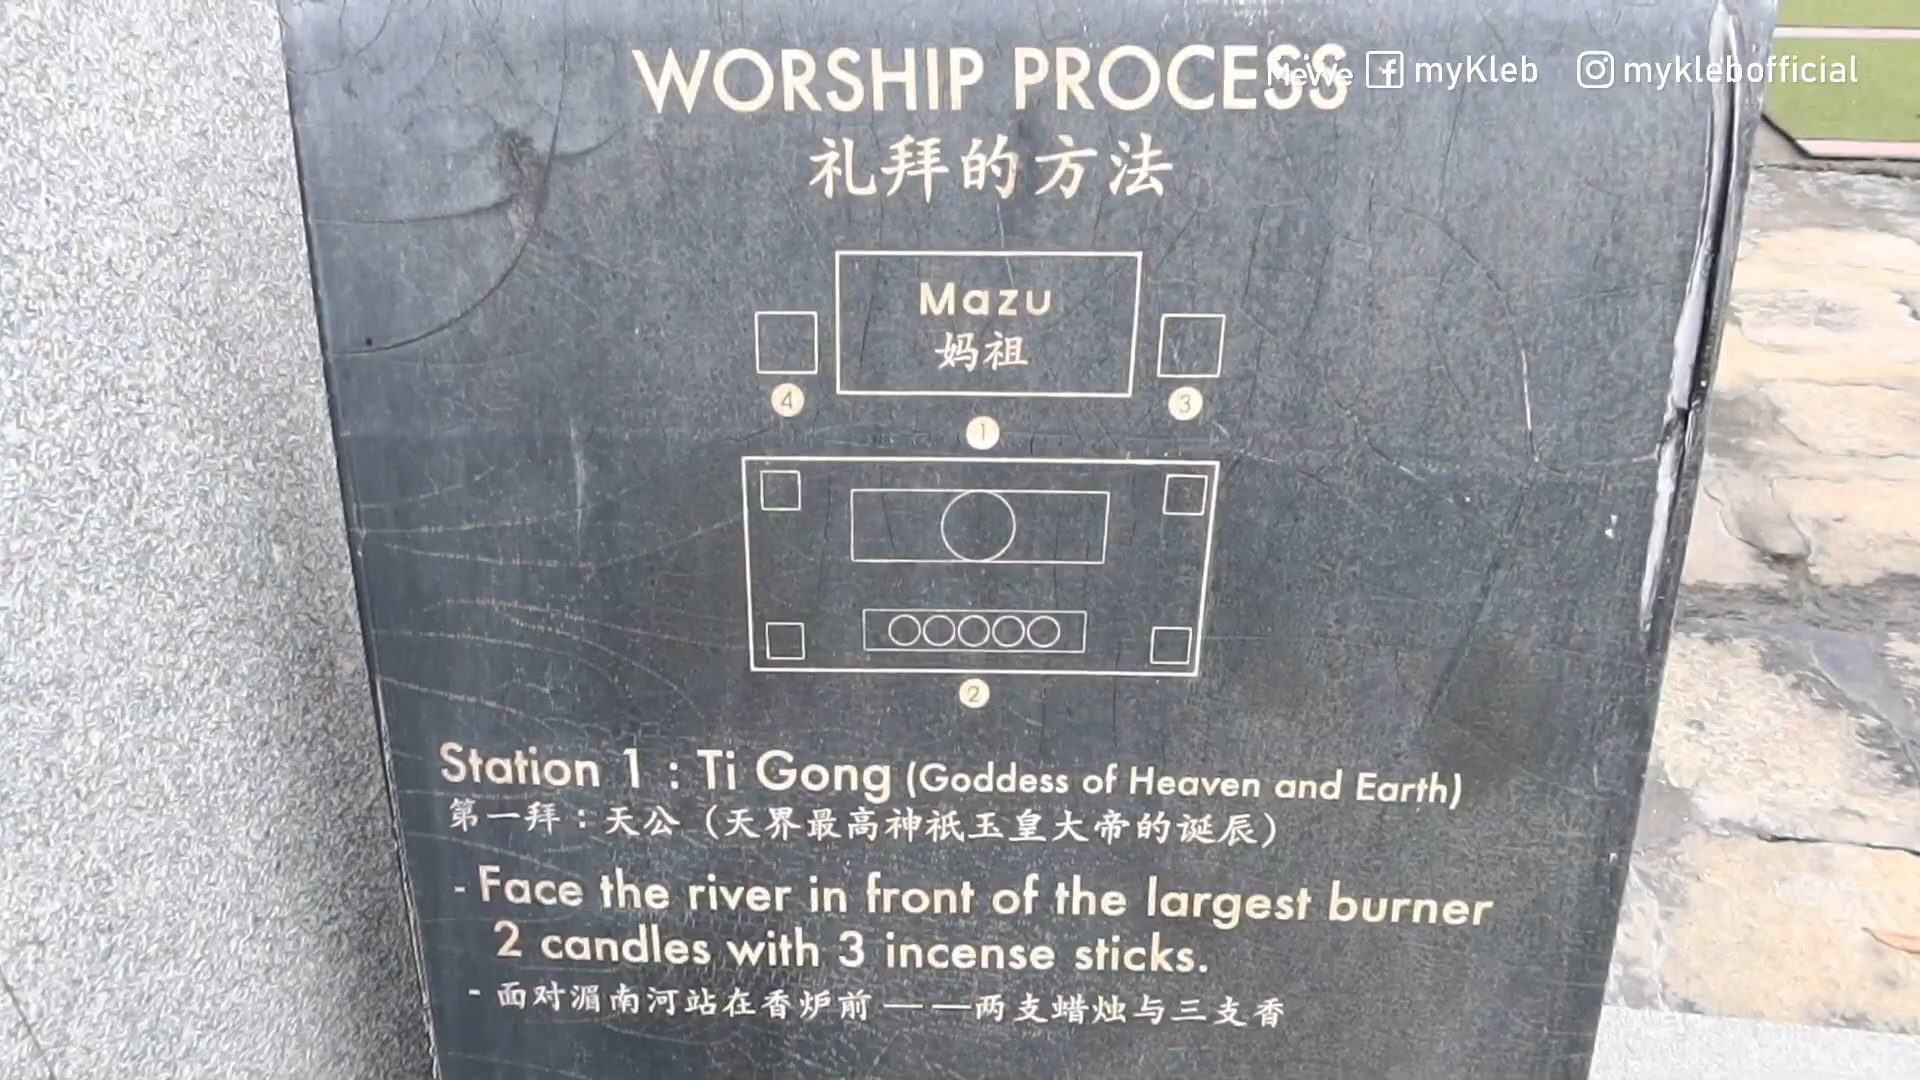 WORSHIP PROCESS
myKleb
myklebofficial
礼拜的方法
Mazu
妈祖
4
3
1
2
Station 1 : Ti Gong (Goddess of Heaven and Earth)
第一拜：天公（天界最高神祇玉皇大帝的诞辰）
- Face the river in front of the largest burner
2 candles with 3 incense sticks.
- 面对湄南河站在香炉前 — —两支蜡烛与三支香